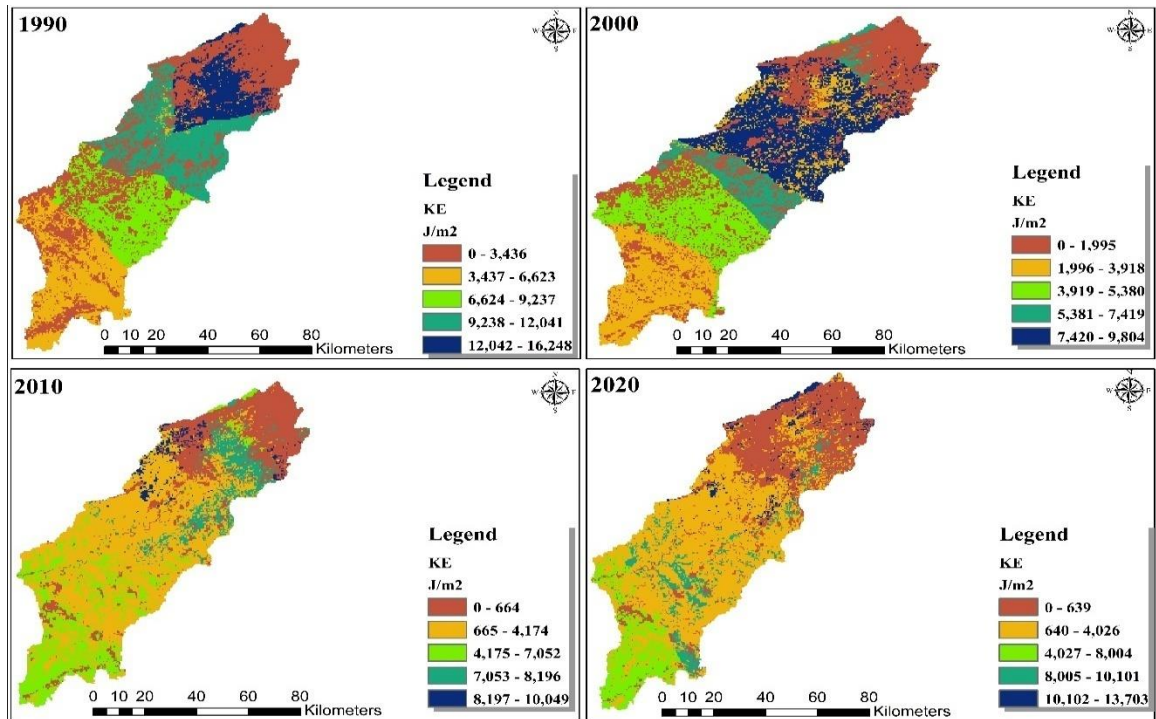 1990
N
W E
S
Legend
KE
J/m2
0 - 3,436
3,437 - 6,623
6,624 - 9,237
9,238 - 12,041
12,042 - 16,248
0 10 20 40 60 80
Kilometers
2000
N
W E
S
Legend
KE
J/m2
0 - 1,995
1,996 - 3,918
3,919 - 5,380
5,381 - 7,419
7,420 - 9,804
0 10 20 40 60 80
Kilometers
2010
N
W E
S
Legend
KE
J/m2
0 - 664
665 - 4,174
4,175 - 7,052
7,053 - 8,196
8,197 - 10,049
0 10 20 40 60 80
Kilometers
2020
N
W E
S
Legend
KE
J/m2
0 - 639
640 - 4,026
4,027 - 8,004
8,005 - 10,101
10,102 - 13,703
0 10 20 40 60 80
Kilometers